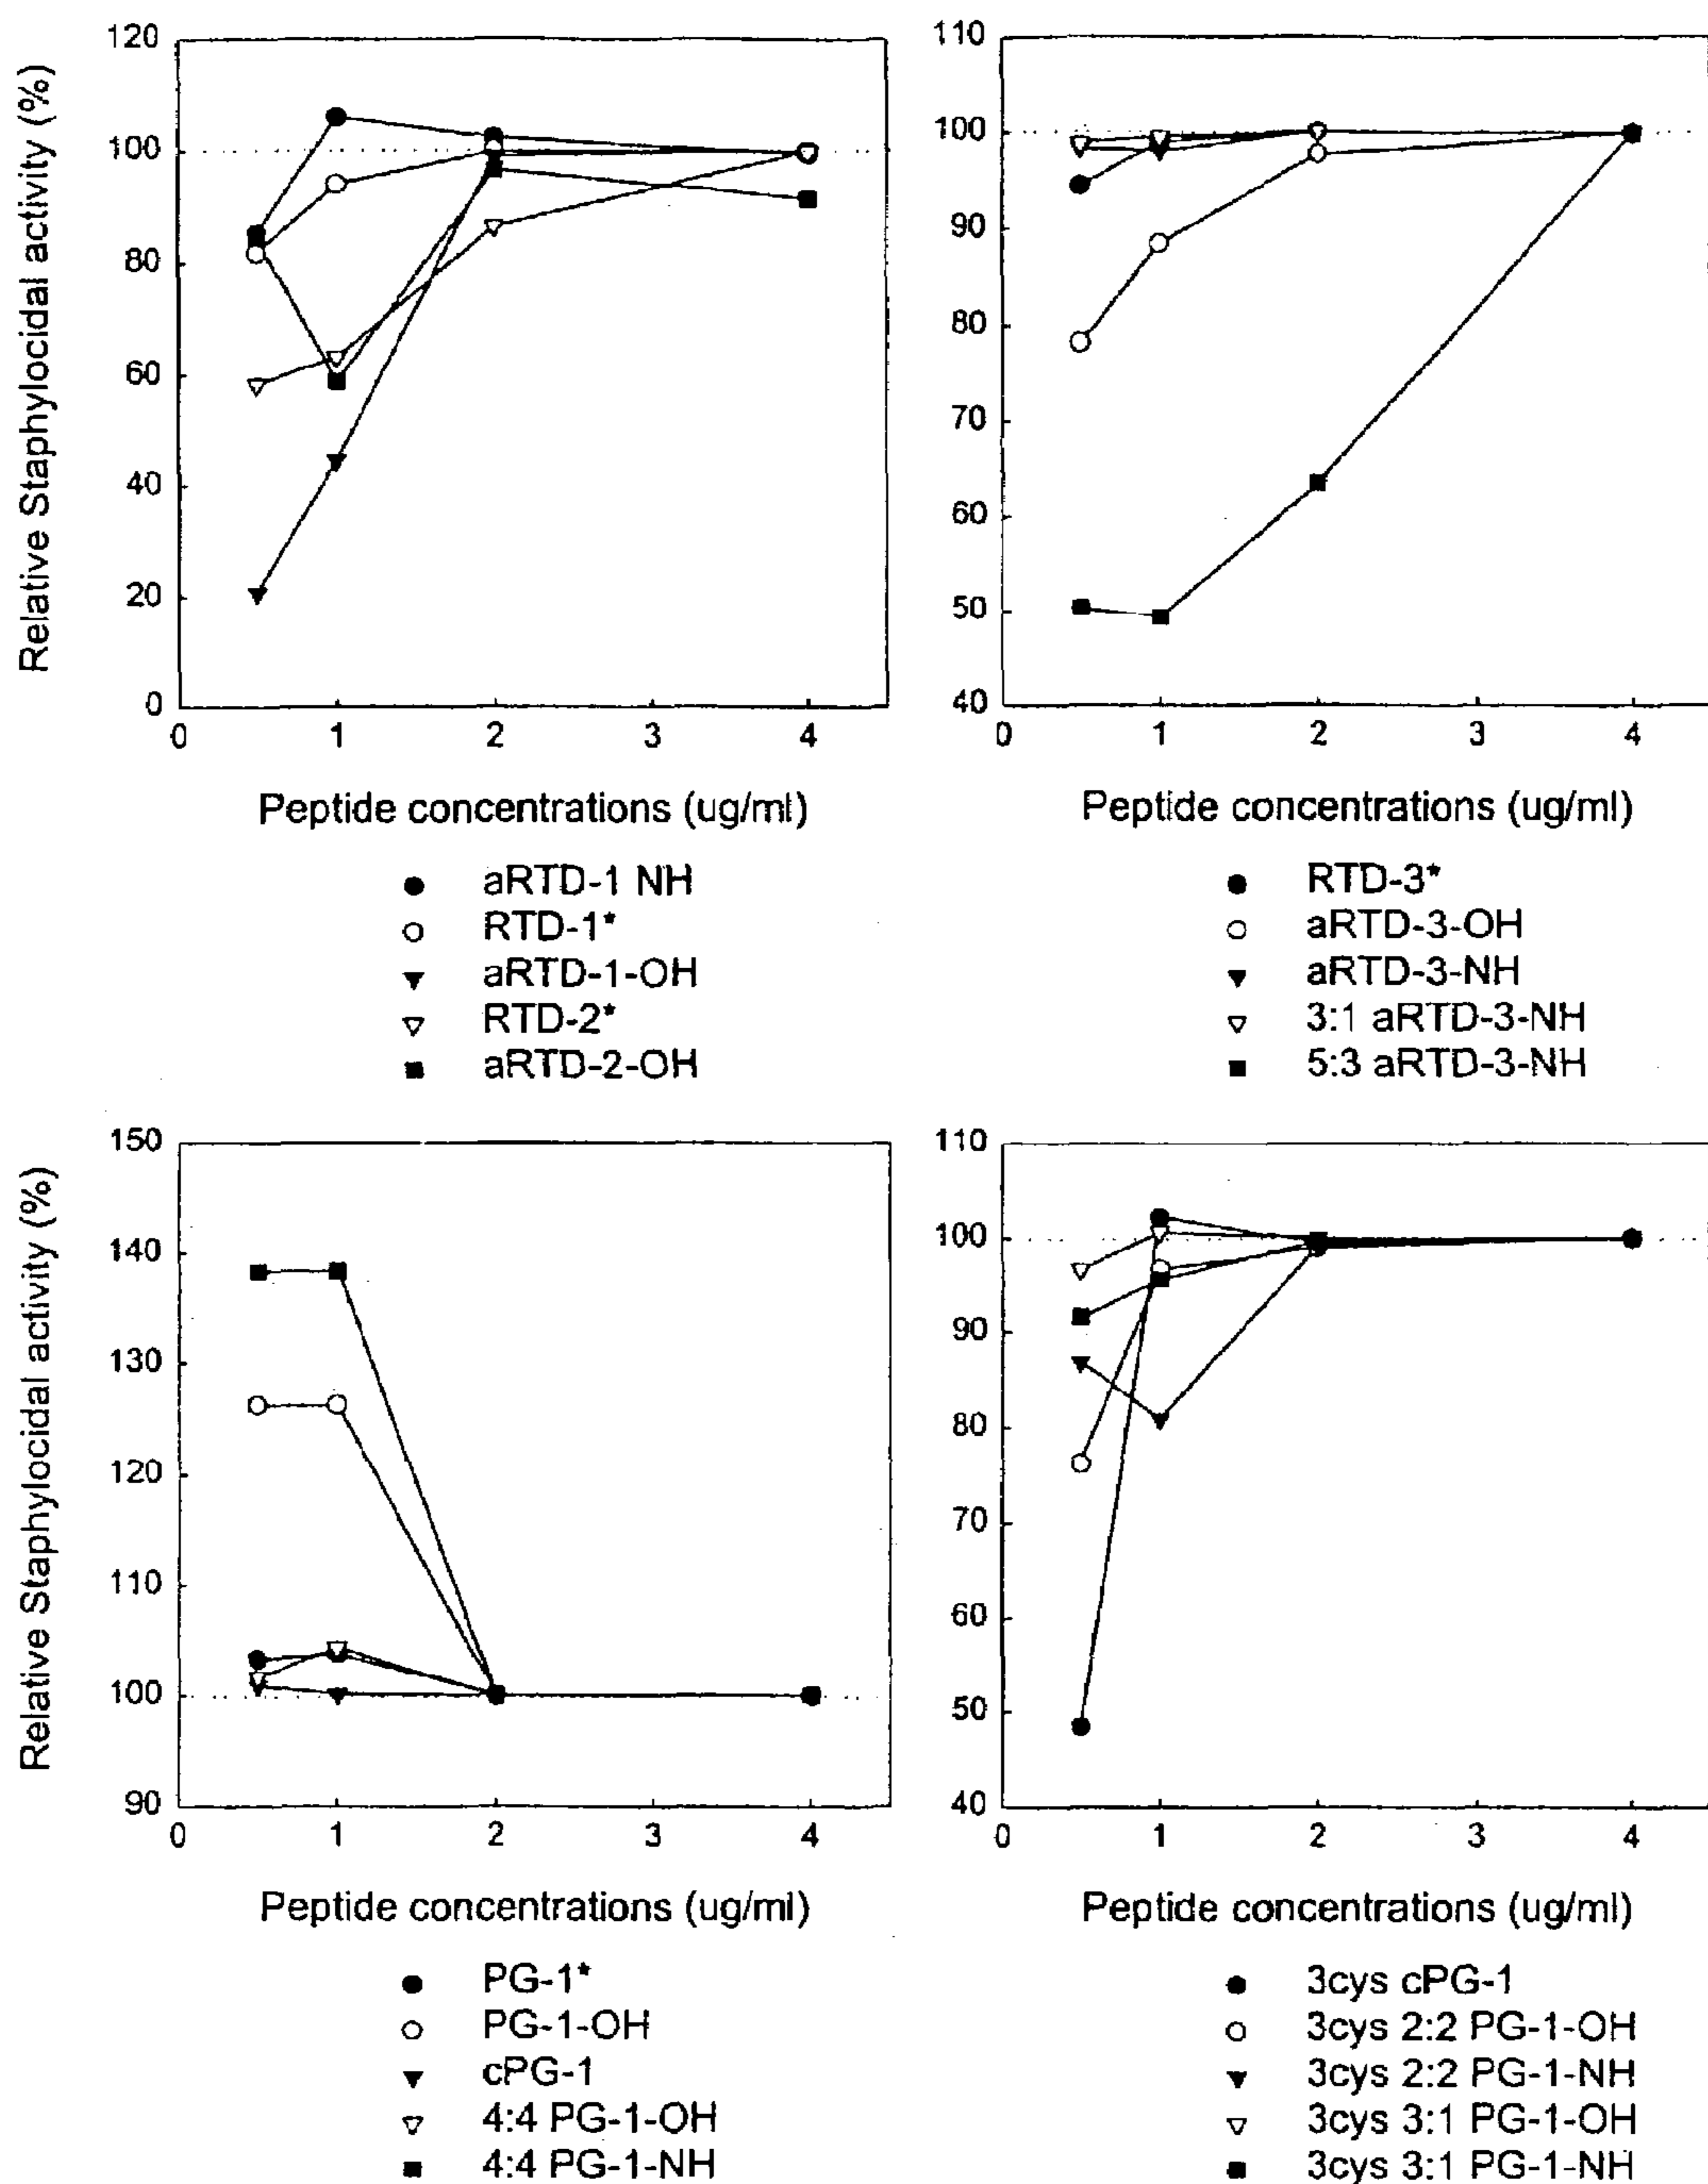 Relative Staphylocidal activity (%)
120
100
80
60
40
20
0
0 1 2 3 4
Peptide concentrations (ug/ml)
aRTD-1 NH
RTD-1*
aRTD-1-OH
RTD-2*
aRTD-2-OH
110
100
90
80
70
60
50
40
0 1 2 3 4
Peptide concentrations (ug/ml)
RTD-3*
aRTD-3-OH
aRTD-3-NH
3:1 aRTD-3-NH
5:3 aRTD-3-NH
Relative Staphylocidal activity (%)
150
140
130
120
110
100
90
0 1 2 3 4
Peptide concentrations (ug/ml)
PG-1*
PG-1-OH
cPG-1
4:4 PG-1-OH
4:4 PG-1-NH
110
100
90
80
70
60
50
40
0 1 2 3 4
Peptide concentrations (ug/ml)
3cys cPG-1
3cys 2:2 PG-1-OH
3cys 2:2 PG-1-NH
3cys 3:1 PG-1-OH
3cys 3:1 PG-1-NH